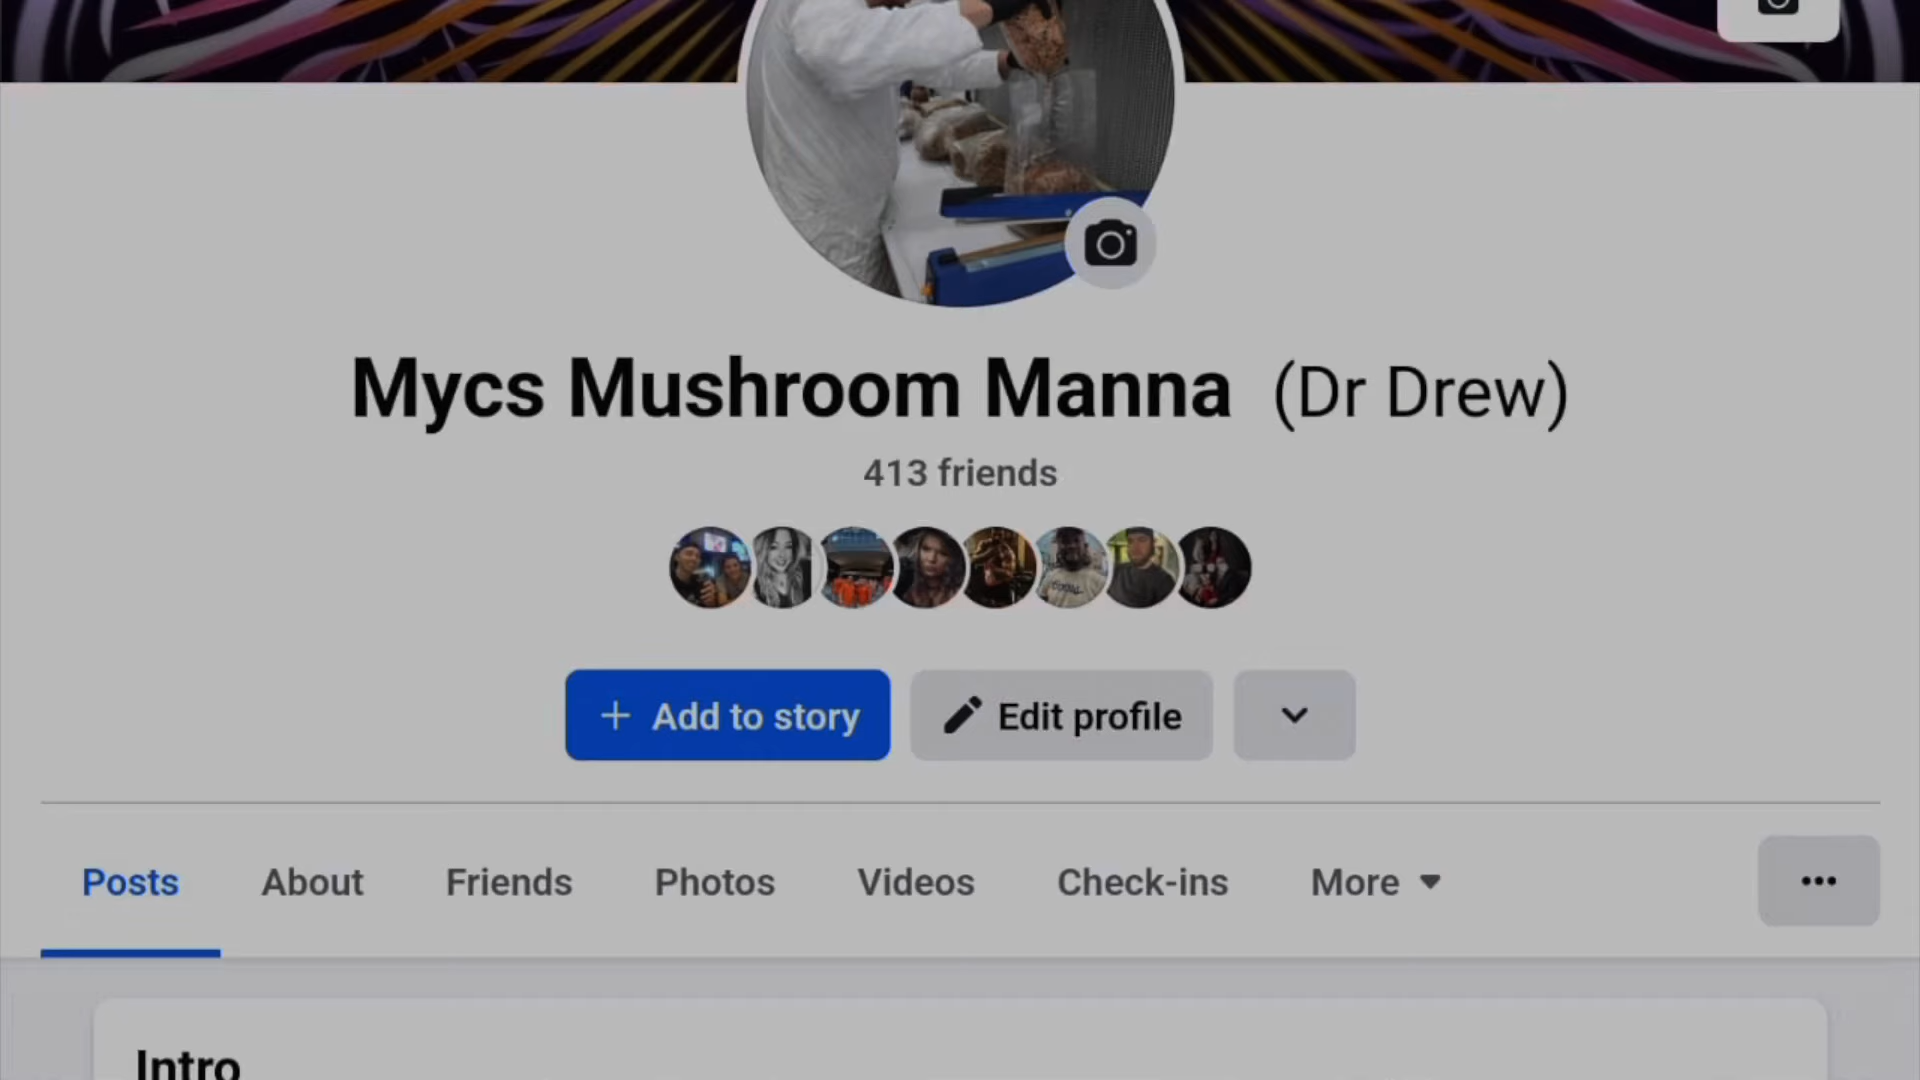 Mycs Mushroom Manna (Dr Drew)
413 friends
+ Add to story Edit profile
Posts About Friends Photos Videos Check-ins More
Intro